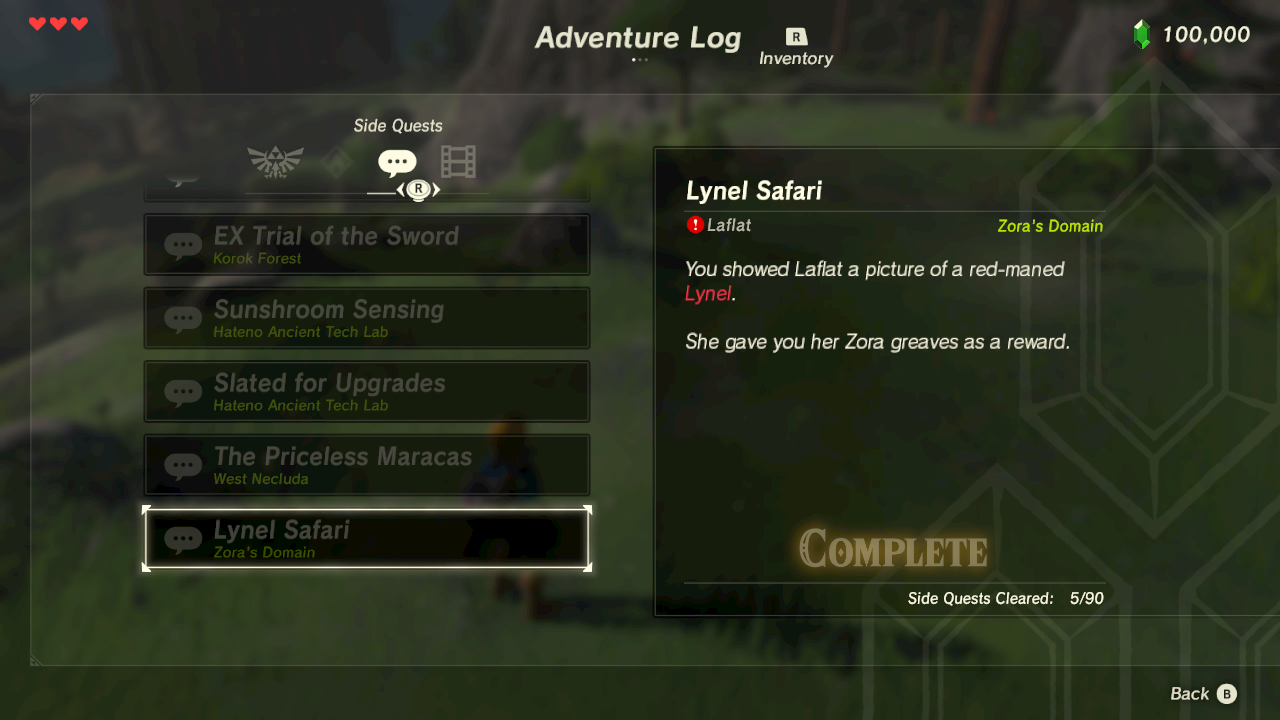 Adventure Log
R
Inventory
100,000
Side Quests
R
EX Trial of the Sword
Korok Forest
Sunshroom Sensing
Hateno Ancient Tech Lab
Slated for Upgrades
Hateno Ancient Tech Lab
The Priceless Maracas
West Necluda
Lynel Safari
Zora's Domain
Lynel Safari
! Laflat Zora's Domain
You showed Laflat a picture of a red-maned
Lynel.
She gave you her Zora greaves as a reward.
COMPLETE
Side Quests Cleared: 5/90
Back B